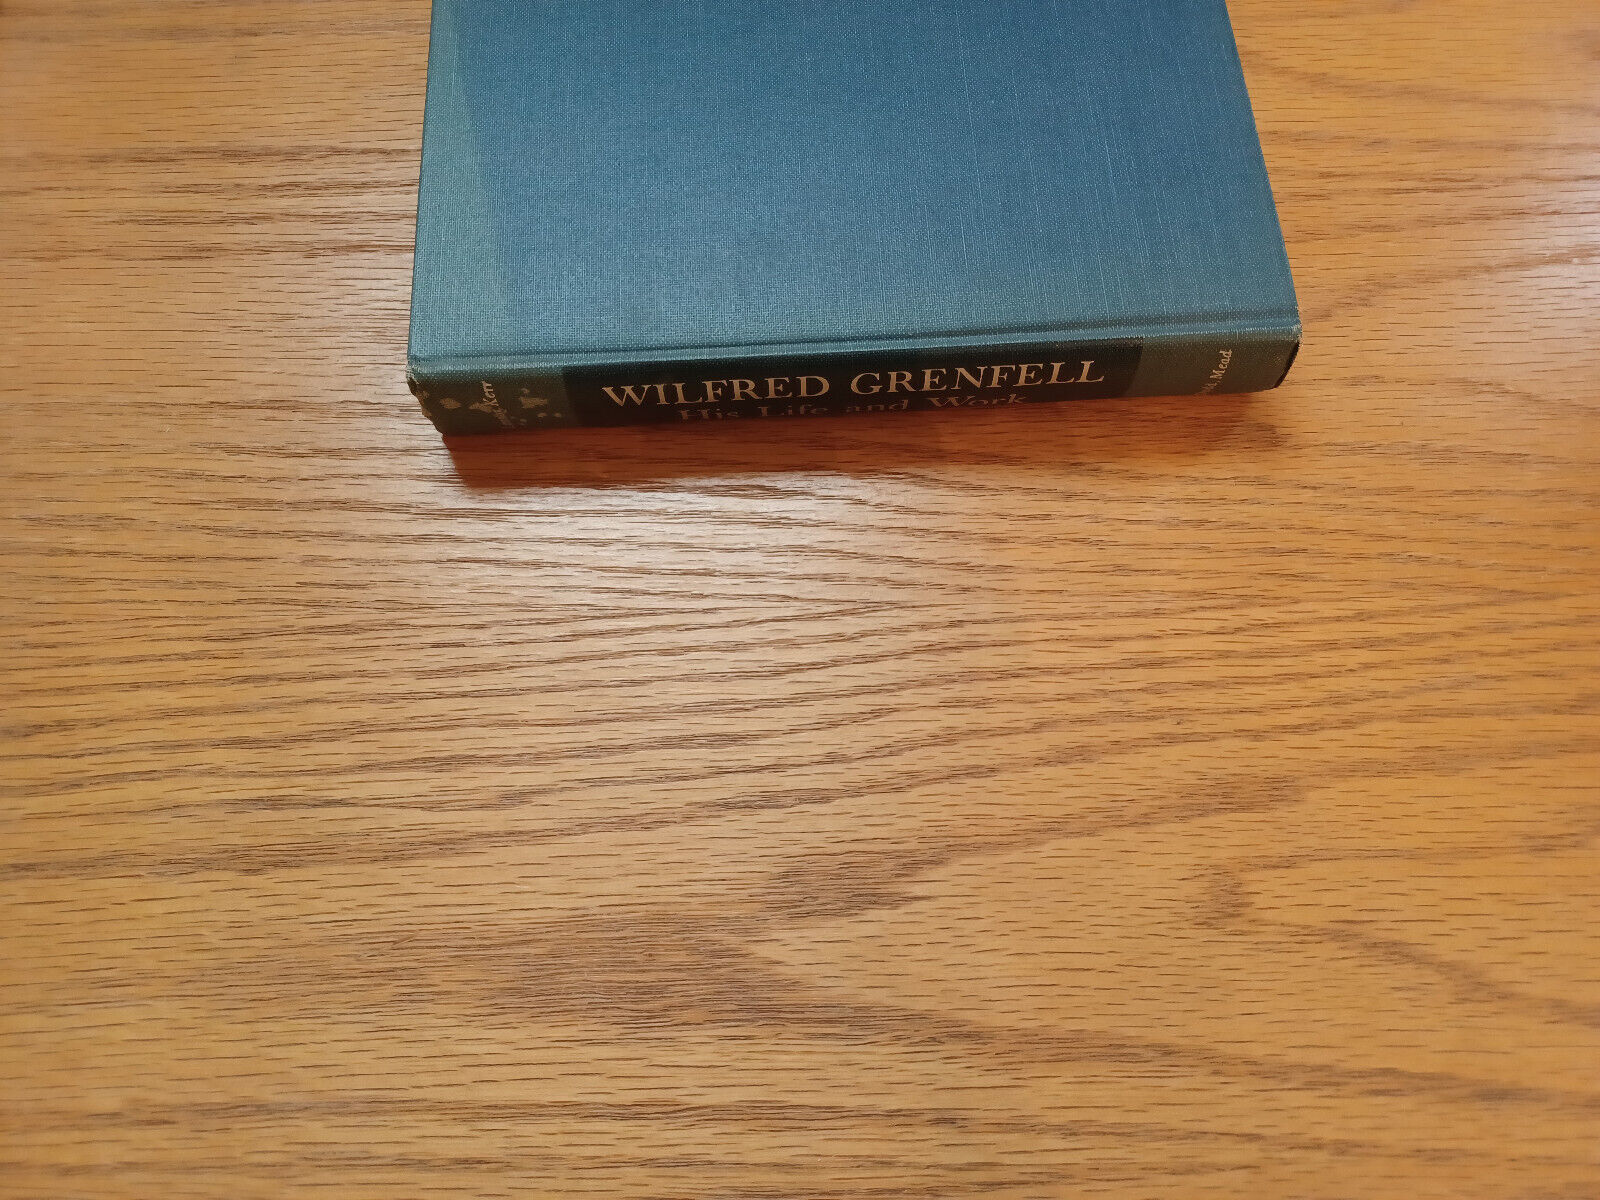 Kerr
WILFRED GRENFELL
His Life and Work
Mead